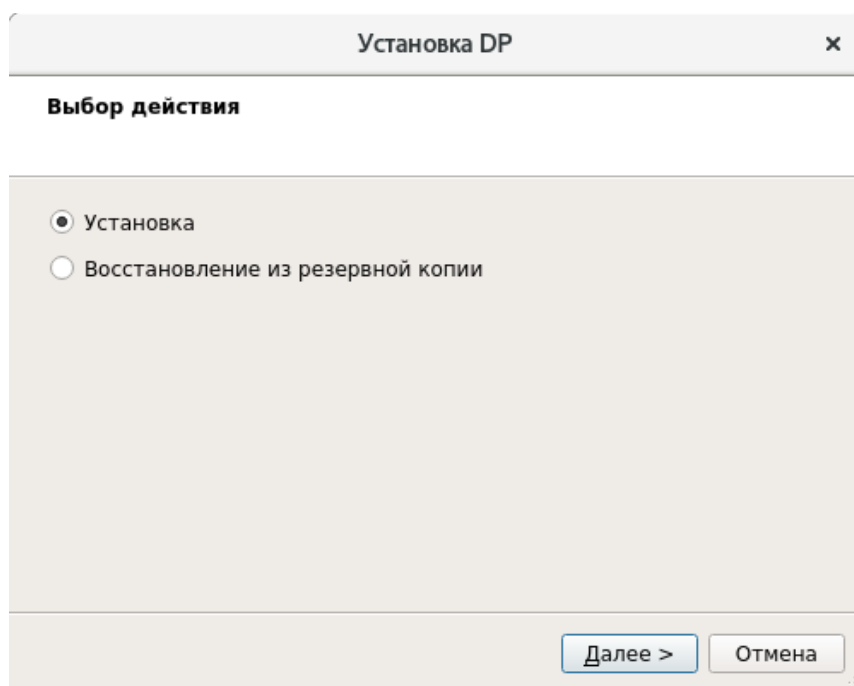 Установка DP
Выбор действия
Установка
Восстановление из резервной копии
Далее >
Отмена